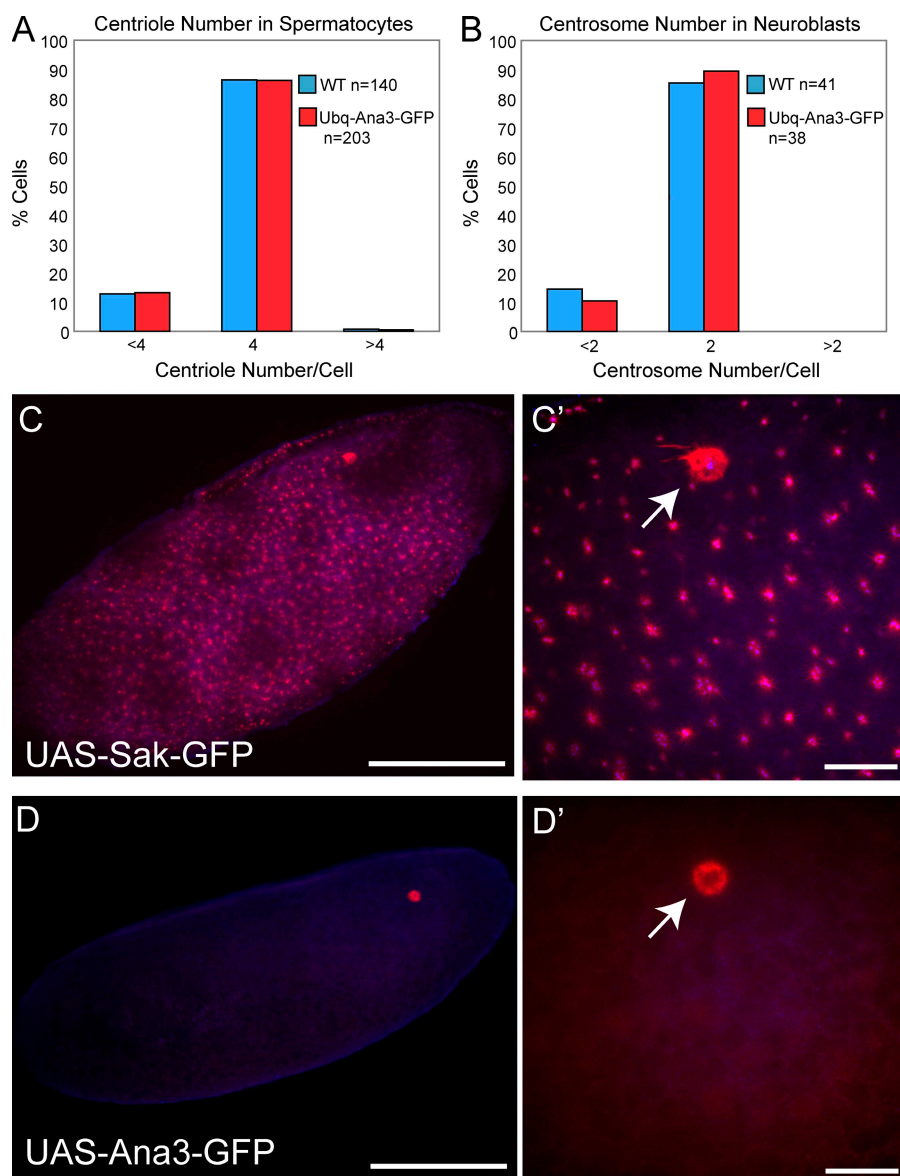 A
Centriole Number in Spermatocytes
100
90
80
70
60
50
40
30
20
10
0
% Cells
WT n=140
Ubq-Ana3-GFP
n=203
<4
4
>4
Centriole Number/Cell
B
Centrosome Number in Neuroblasts
100
90
80
70
60
50
40
30
20
10
0
% Cells
WT n=41
Ubq-Ana3-GFP
n=38
<2
2
>2
Centrosome Number/Cell
C
UAS-Sak-GFP
C’
D
UAS-Ana3-GFP
D’